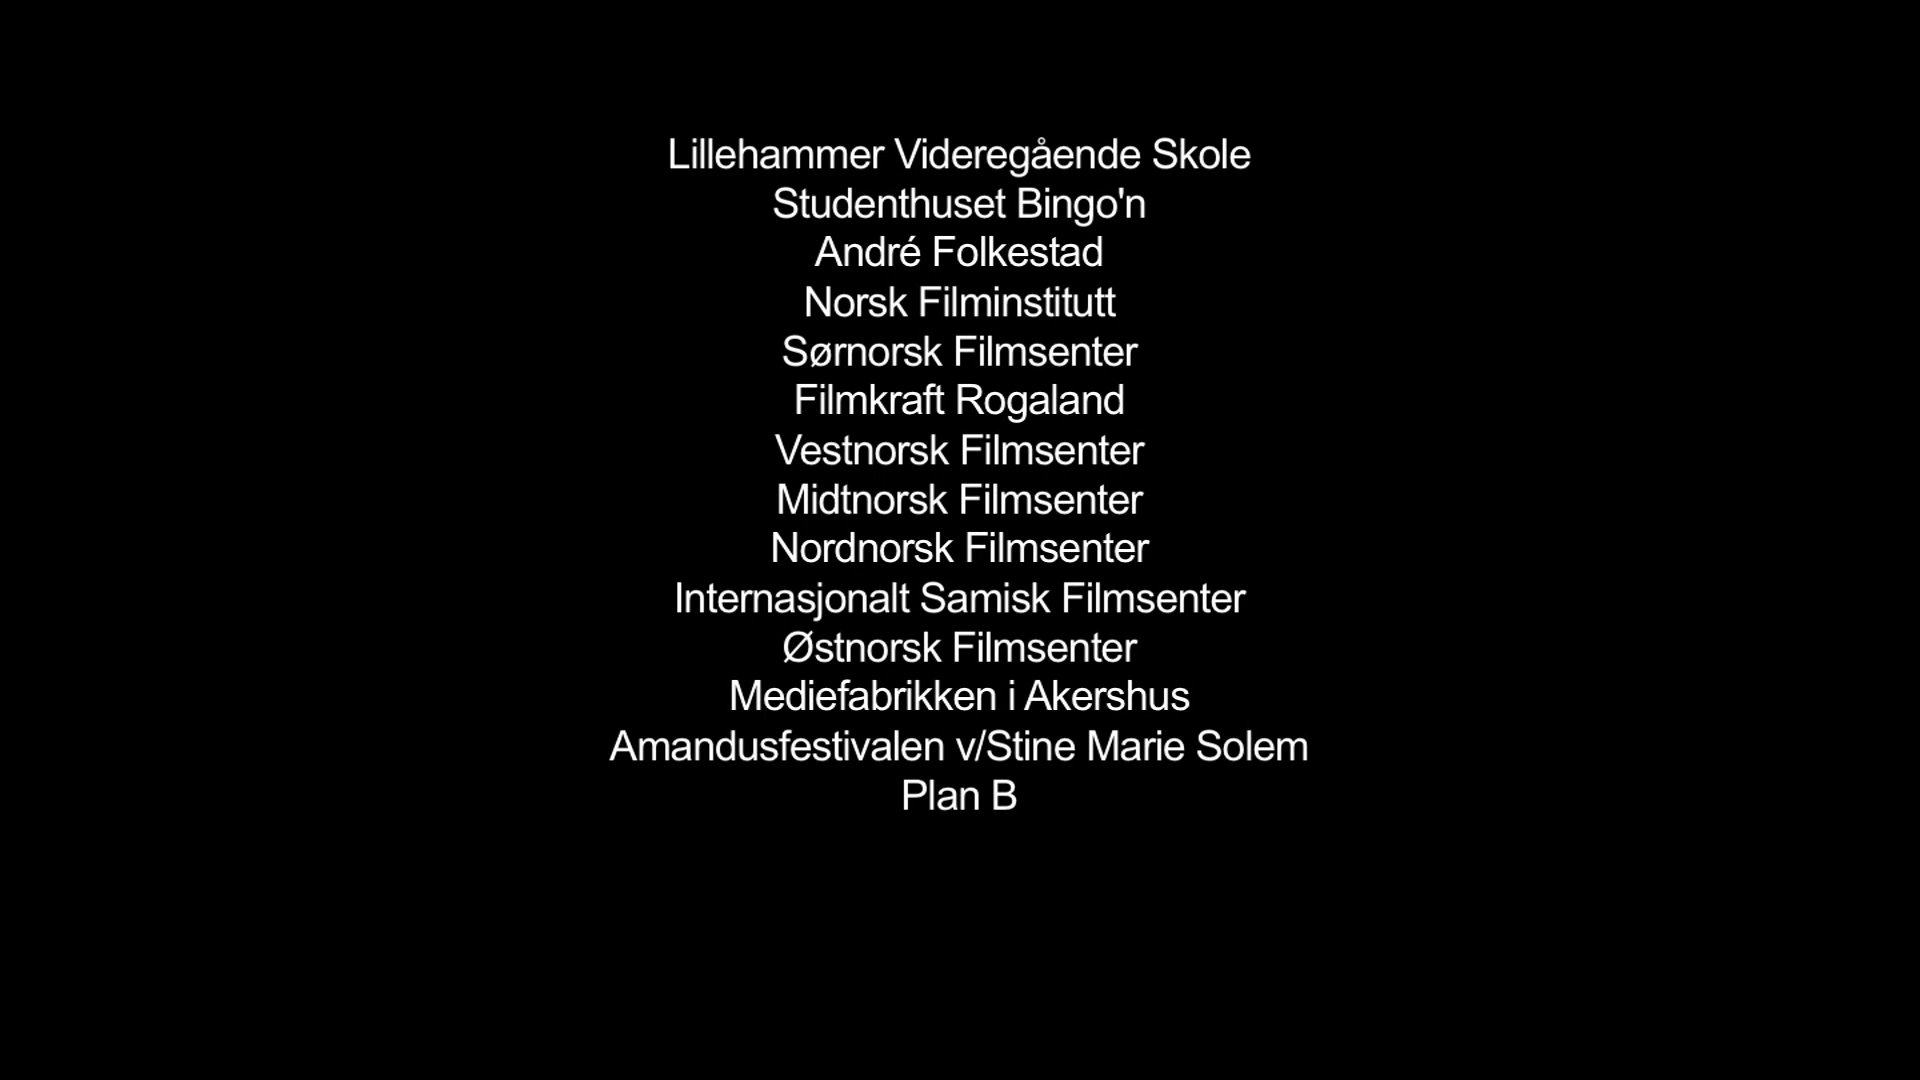 Lillehammer Videregående Skole
Studenthuset Bingo'n
André Folkestad
Norsk Filminstitutt
Sørnorsk Filmsenter
Filmkraft Rogaland
Vestnorsk Filmsenter
Midtnorsk Filmsenter
Nordnorsk Filmsenter
Internasjonalt Samisk Filmsenter
Østnorsk Filmsenter
Mediefabrikken i Akershus
Amandusfestivalen v/Stine Marie Solem
Plan B